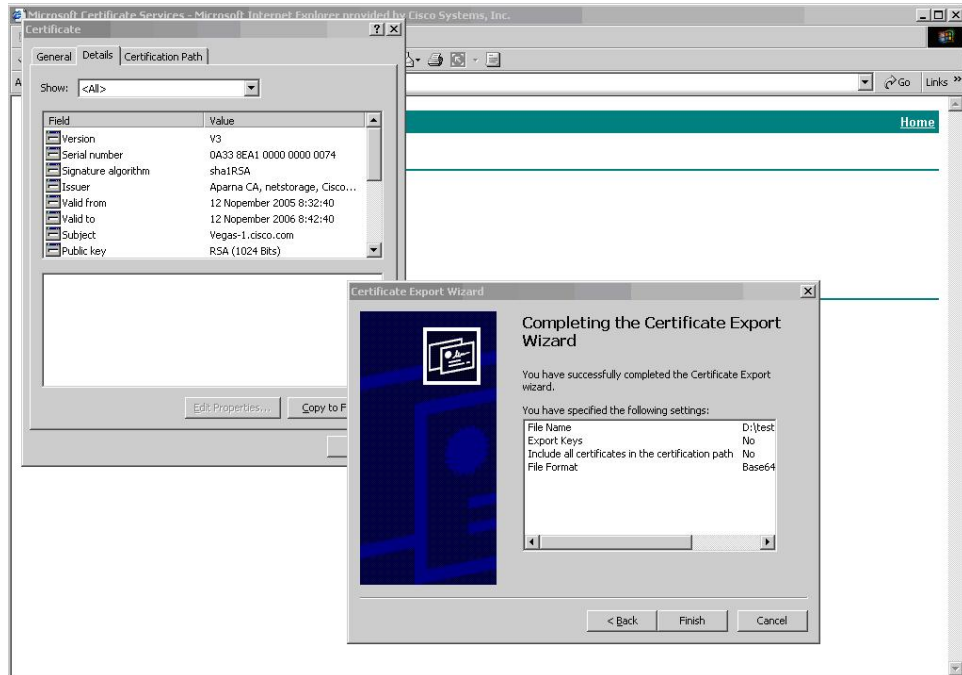 Microsoft Certificate Services - Microsoft Internet Explorer provided by Cisco Systems, Inc.
Certificate
General Details Certification Path
Show: <All>
Field Value
Version V3
Serial number 0A33 8EA1 0000 0000 0074
Signature algorithm sha1RSA
Issuer Aparna CA, netstorage, Cisco...
Valid from 12 Nopember 2005 8:32:40
Valid to 12 Nopember 2006 8:42:40
Subject Vegas-1.cisco.com
Public key RSA (1024 Bits)
Edit Properties... Copy to F
Go Links »
Home
Certificate Export Wizard
Completing the Certificate Export
Wizard
You have successfully completed the Certificate Export
wizard.
You have specified the following settings:
File Name D:\test
Export Keys No
Include all certificates in the certification path No
File Format Base64
< Back Finish Cancel